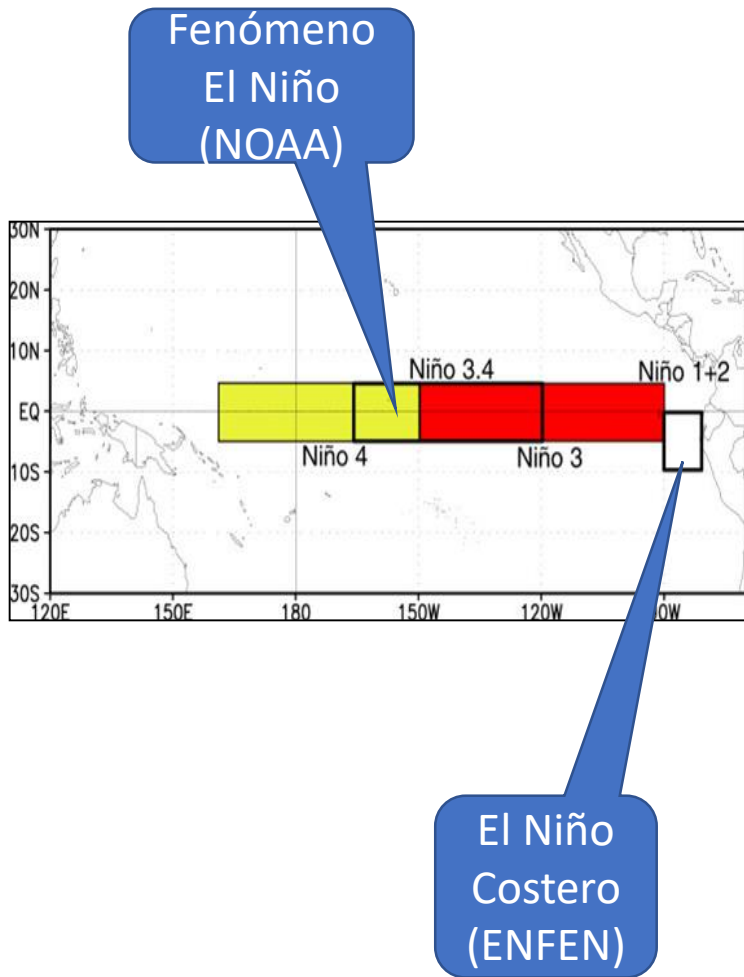 Fenómeno
El Niño
(NOAA)
30N
20N
10N
EQ
10S
20S
30S
Niño 3.4
Niño 1+2
Niño 4
Niño 3
120E 150E 180 150W 120W
El Niño
Costero
(ENFEN)